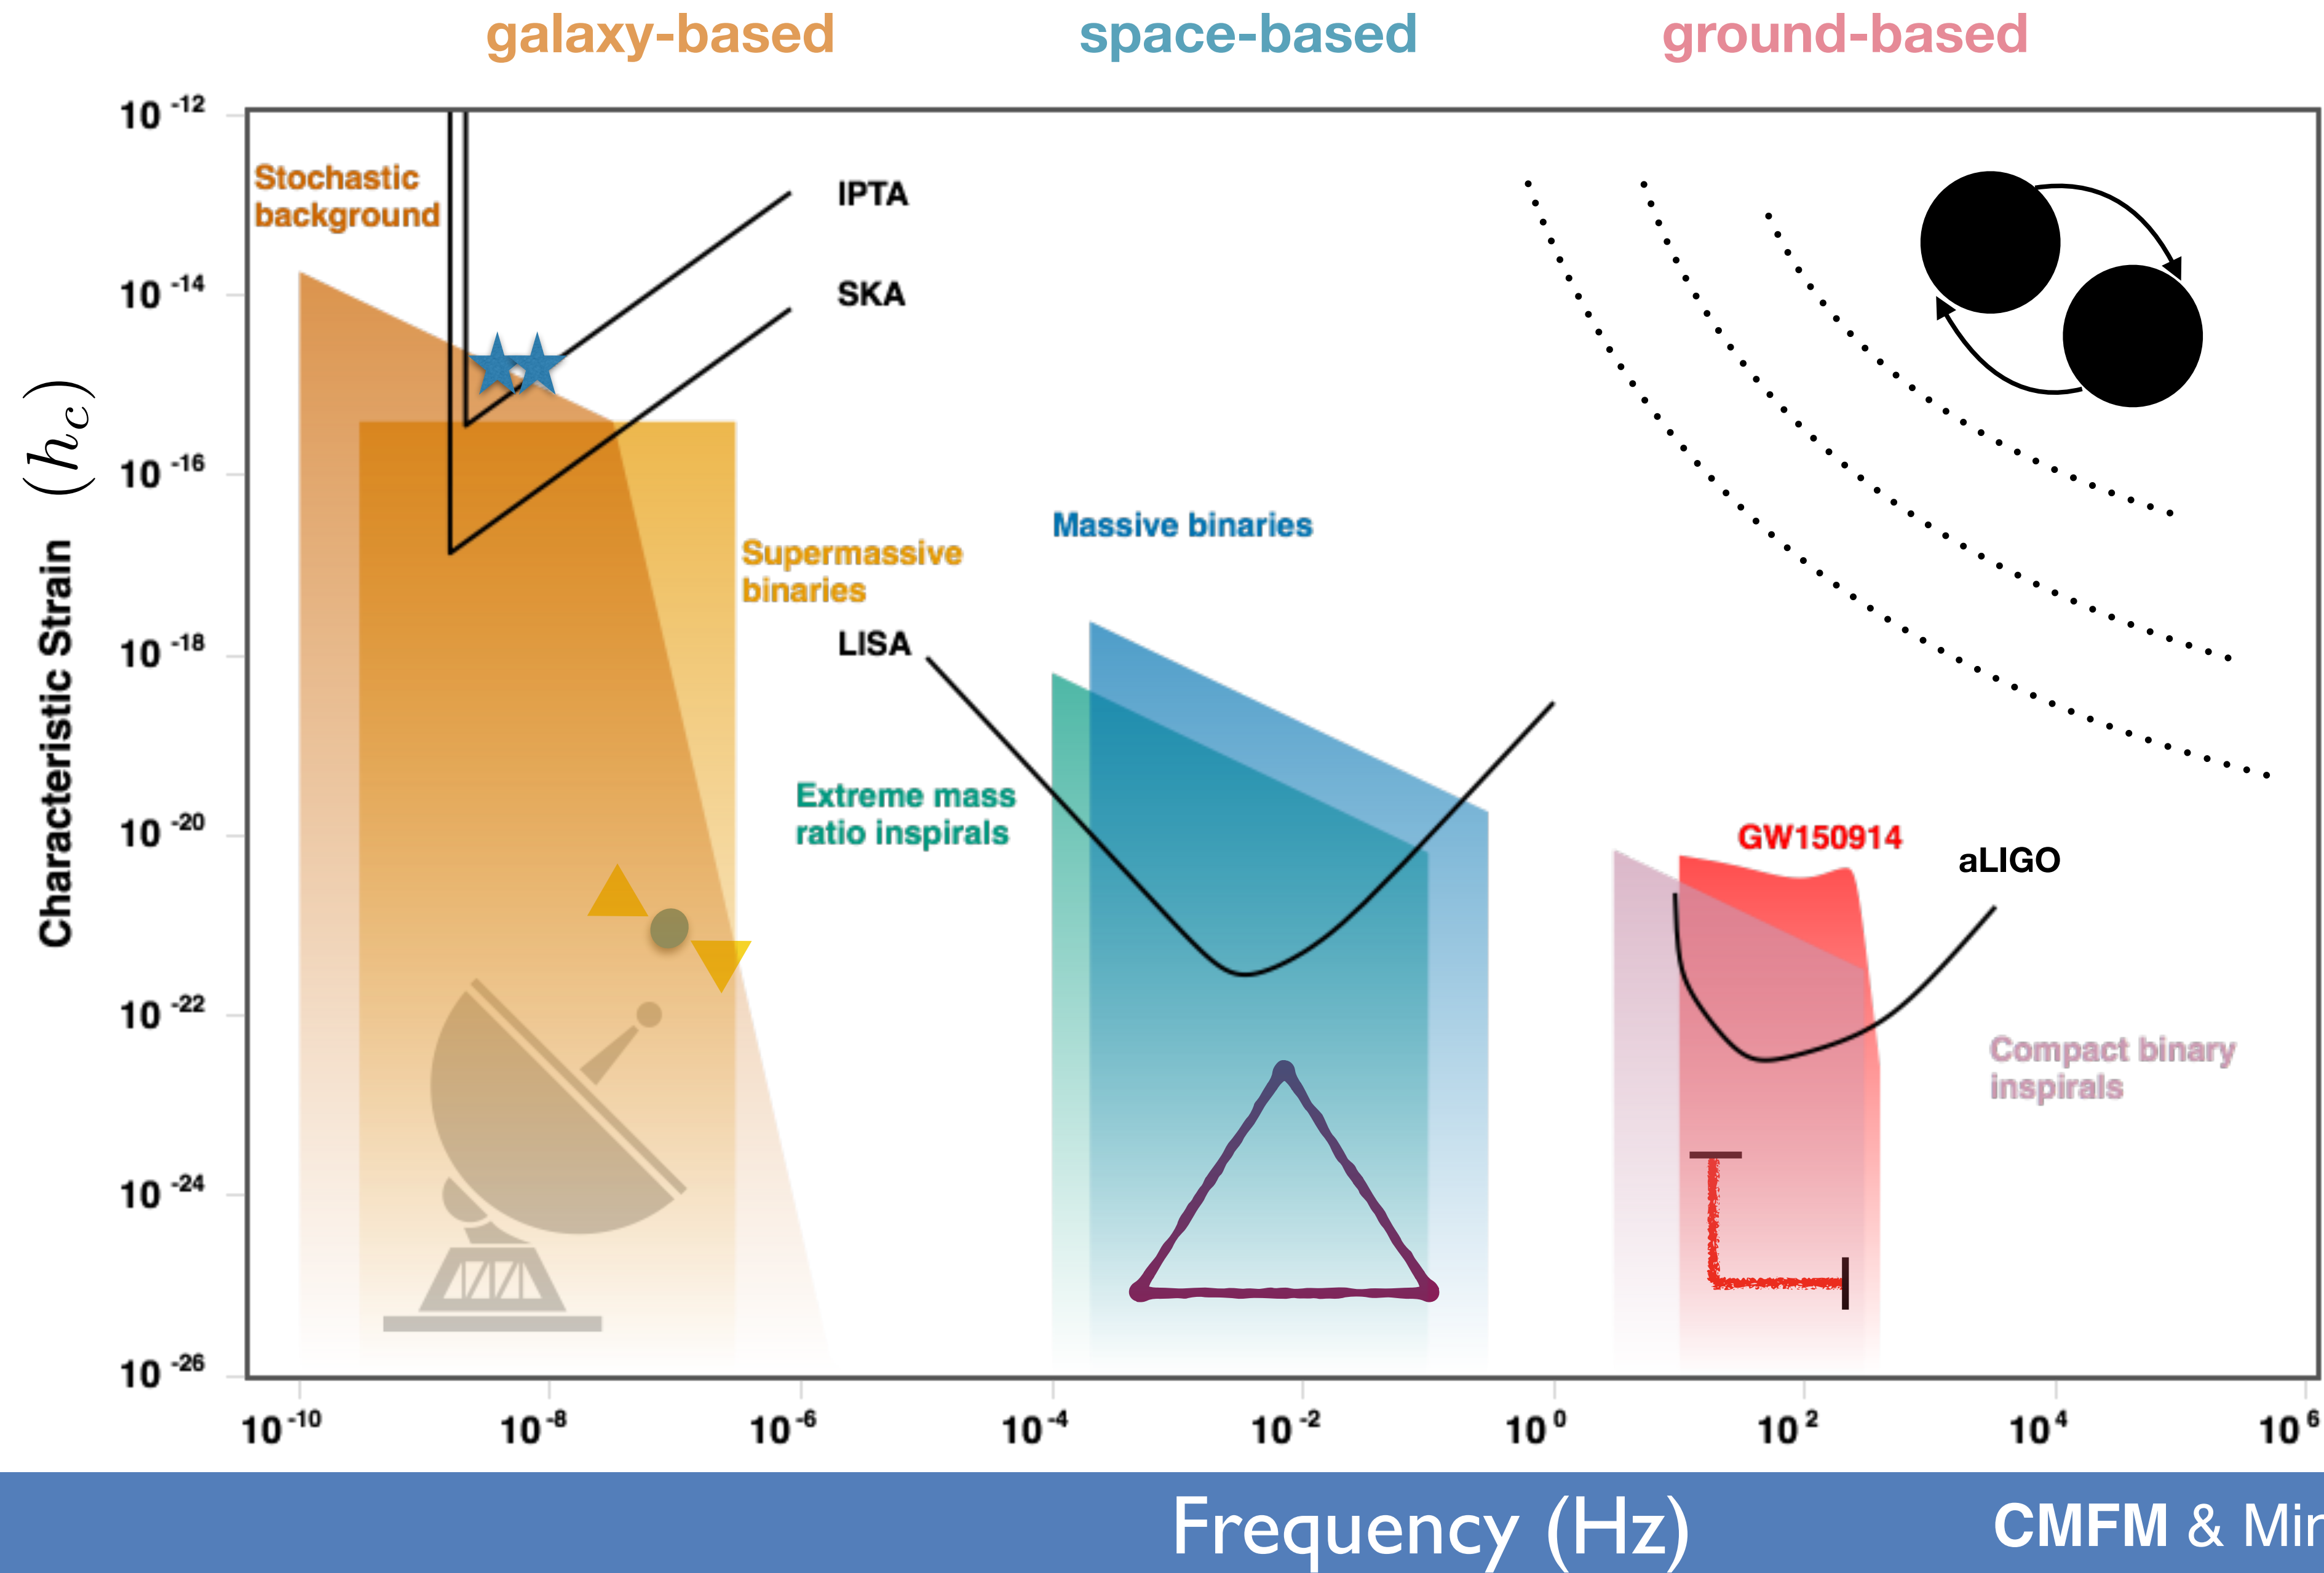 galaxy-based
space-based
ground-based
10 -12
10 -14
10 -16
10 -18
10 -20
10 -22
10 -24
10 -26
Characteristic Strain (hc)
Stochastic
background
IPTA
SKA
Supermassive
binaries
Massive binaries
LISA
Extreme mass
ratio inspirals
GW150914
aLIGO
Compact binary
inspirals
10 -10
10 -8
10 -6
10 -4
10 -2
10 0
10 2
10 4
10 6
Frequency (Hz)
CMFM &